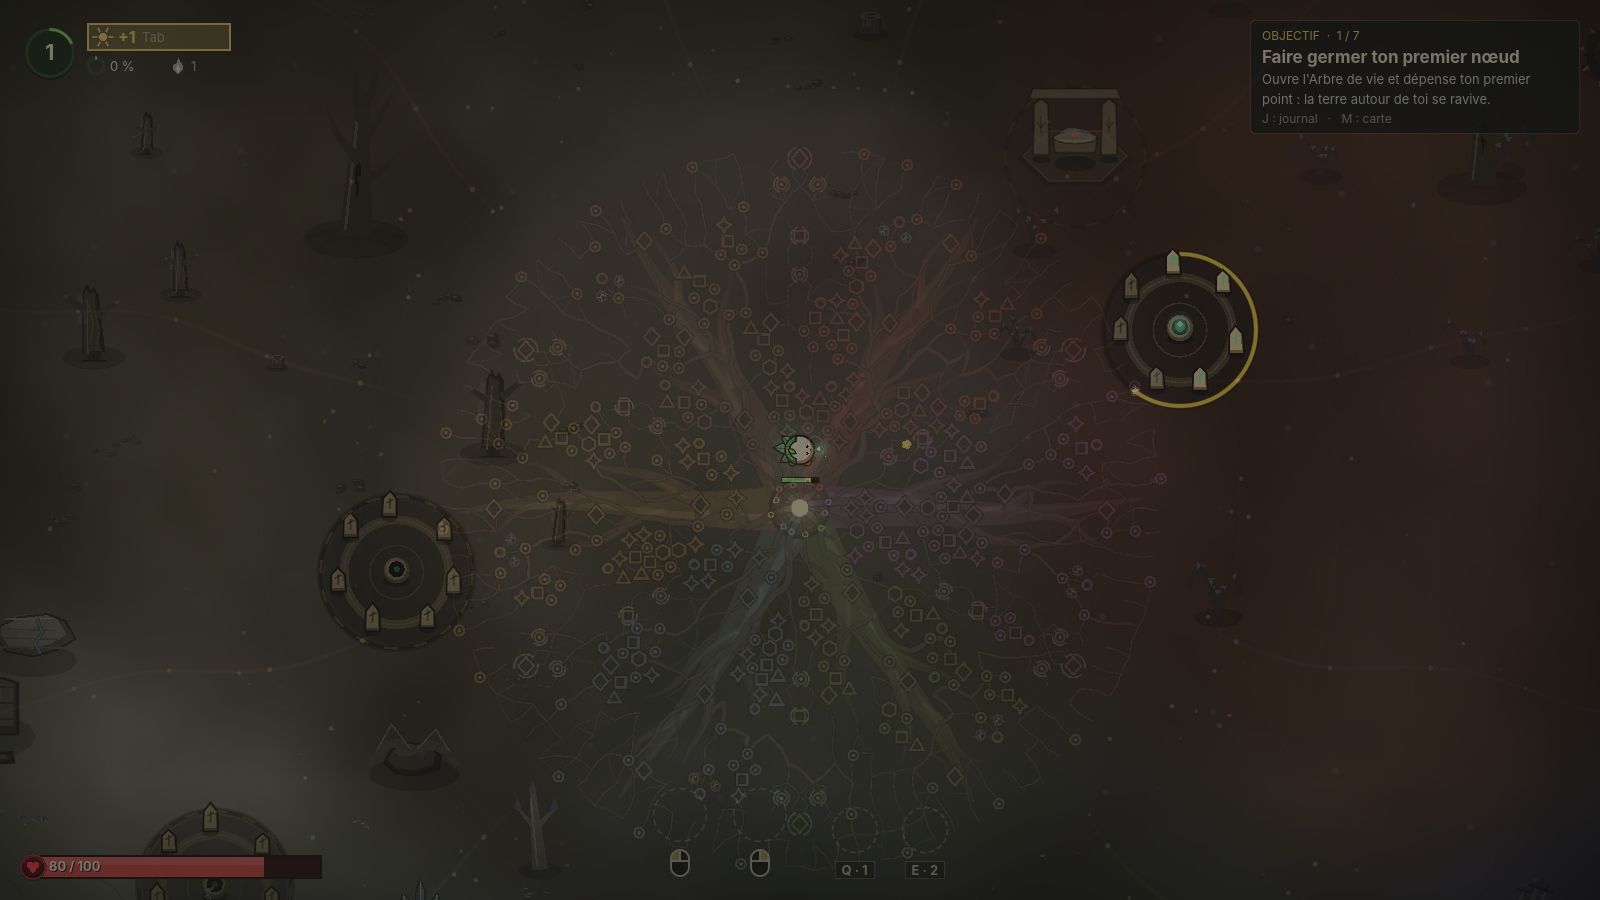 1
+1 Tab
0 %
1
OBJECTIF · 1 / 7
Faire germer ton premier nœud
Ouvre l'Arbre de vie et dépense ton premier
point : la terre autour de toi se ravive.
J : journal · M : carte
80 / 100
Q · 1
E · 2